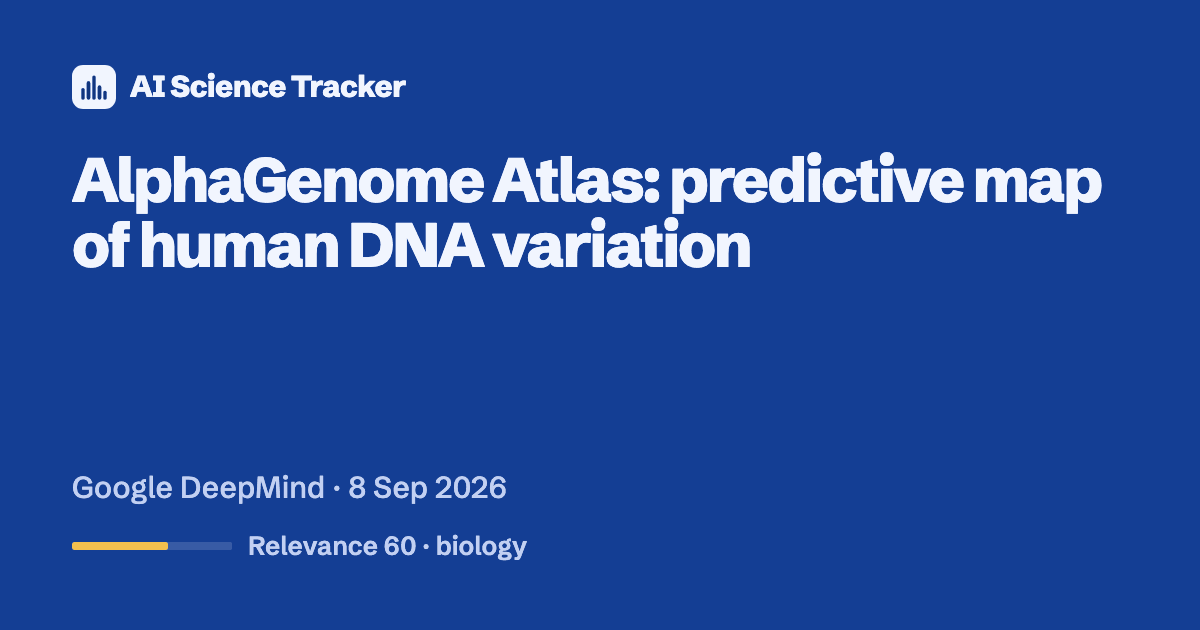 AI Science Tracker
AlphaGenome Atlas: predictive map
of human DNA variation
Google DeepMind · 8 Sep 2026
Relevance 60 · biology